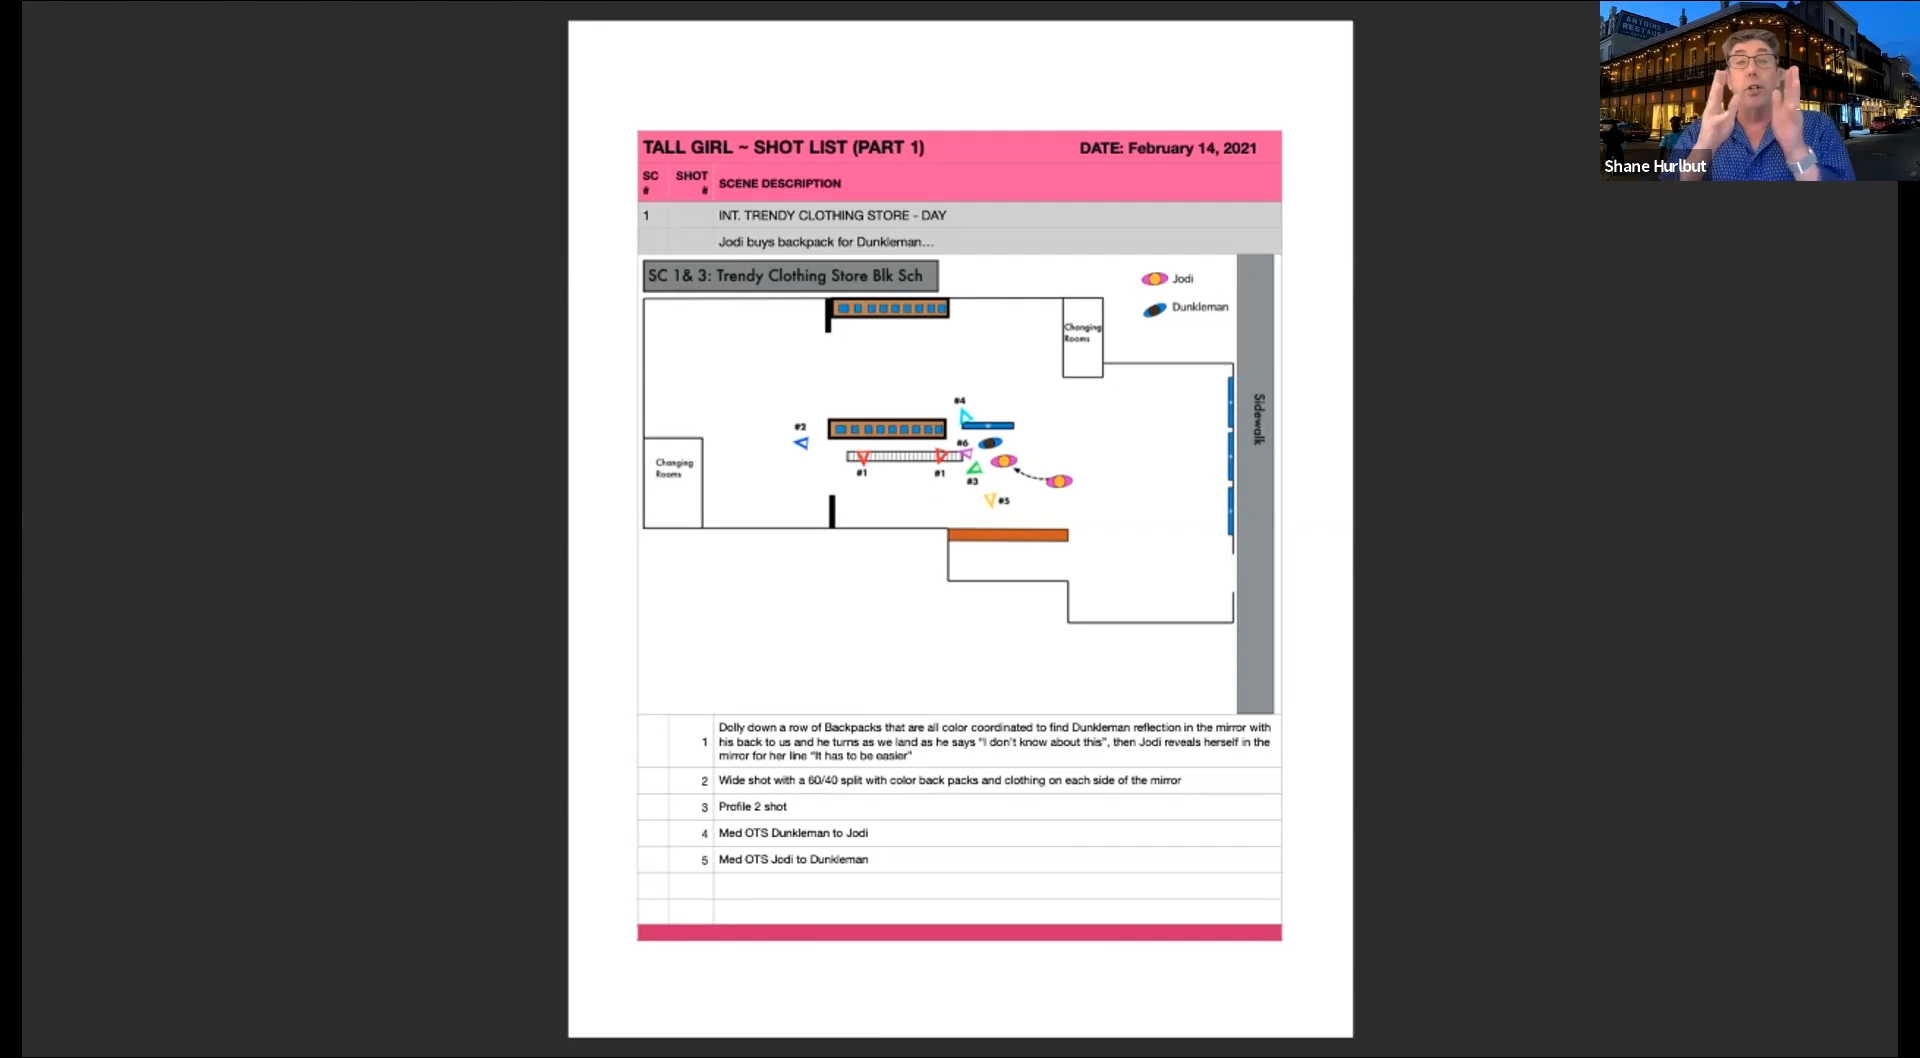 ANTOINE
RESTAU
Shane Hurlbut
TALL GIRL ~ SHOT LIST (PART 1)
DATE: February 14, 2021
SC
#
SHOT
#
SCENE DESCRIPTION
1
INT. TRENDY CLOTHING STORE - DAY
Jodi buys backpack for Dunkleman...
SC 1& 3: Trendy Clothing Store Blk Sch
Jodi
Dunkleman
Changing
Rooms
Sidewalk
#4
#2
#6
Changing
Rooms
#1
#1
#3
#5
1 Dolly down a row of Backpacks that are all color coordinated to find Dunkleman reflection in the mirror with
his back to us and he turns as we land as he says "I don't know about this", then Jodi reveals herself in the
mirror for her line "It has to be easier"
2 Wide shot with a 60/40 split with color back packs and clothing on each side of the mirror
3 Profile 2 shot
4 Med OTS Dunkleman to Jodi
5 Med OTS Jodi to Dunkleman